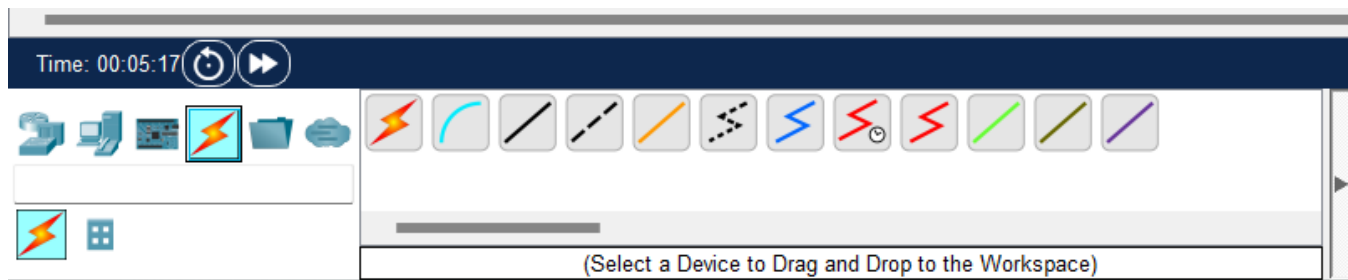 Time: 00:05:17
(Select a Device to Drag and Drop to the Workspace)